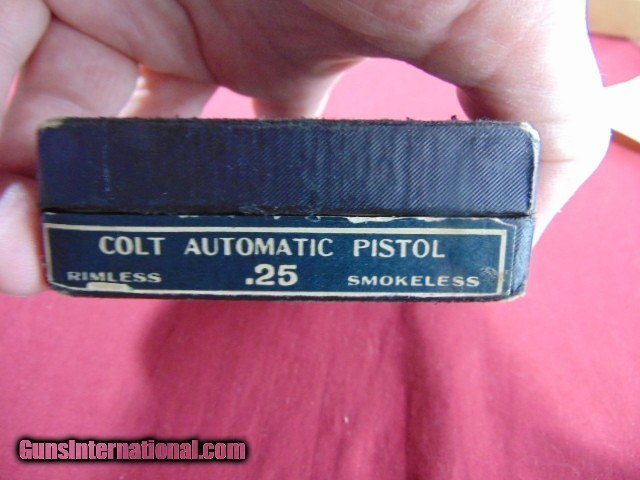 COLT AUTOMATIC PISTOL
RIMLESS .25 SMOKELESS
GunsInternational.com